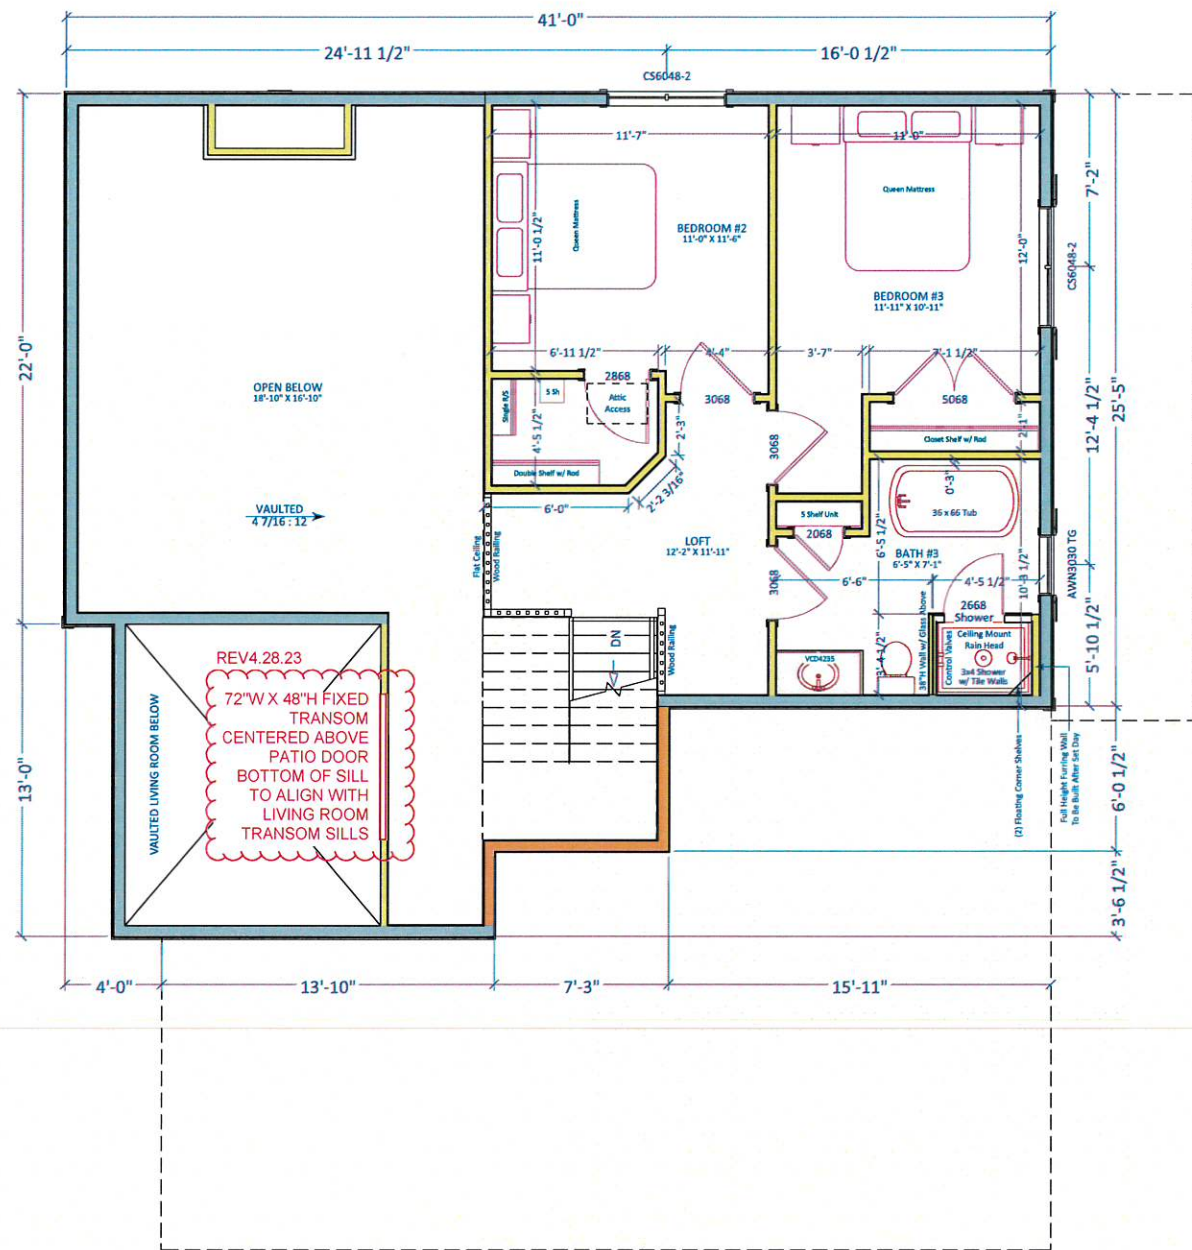 41'-0"
24'-11 1/2"
16'-0 1/2"
CS6048-2
11'-7"
11'-0"
7'-2"
Queen Mattress
Queen Mattress
11'-0 1/2"
BEDROOM #2
11'-0" X 11'-6"
12'-0"
CS6048-2
BEDROOM #3
11'-11" X 10'-11"
22'-0"
6'-11 1/2"
4'-4"
3'-7"
7'-1 1/2"
OPEN BELOW
18'-10" X 16'-10"
2868
Single R/S
5 Sh
Attic
Access
3068
5068
12'-4 1/2"
25'-5"
4'-5 1/2"
2'-3"
3068
2'-1"
Closet Shelf w/ Rod
Double Shelf w/ Rod
2'-2 3/16"
0'-3"
VAULTED
4 7/16 : 12
6'-0"
5 Shelf Unit
36 x 66 Tub
Flat Ceiling
Wood Railing
LOFT
12'-2" X 11'-11"
2068
6'-5 1/2"
BATH #3
6'-5" X 7'-1"
3068
6'-6"
4'-5 1/2"
10'-3 1/2"
AWN3030 TG
2668
Shower
DN
Wood Railing
VCD4235
3'-4 1/2"
38"H Wall w/ Glass Above
Control Valves
Ceiling Mount
Rain Head
3x4 Shower
w/ Tile Walls
5'-10 1/2"
REV4.28.23
72"W X 48"H FIXED
TRANSOM
CENTERED ABOVE
PATIO DOOR
BOTTOM OF SILL
TO ALIGN WITH
LIVING ROOM
TRANSOM SILLS
VAULTED LIVING ROOM BELOW
13'-0"
(2) Floating Corner Shelves
Full Height Furring Wall
To Be Built After Set Day
6'-0 1/2"
3'-6 1/2"
4'-0"
13'-10"
7'-3"
15'-11"